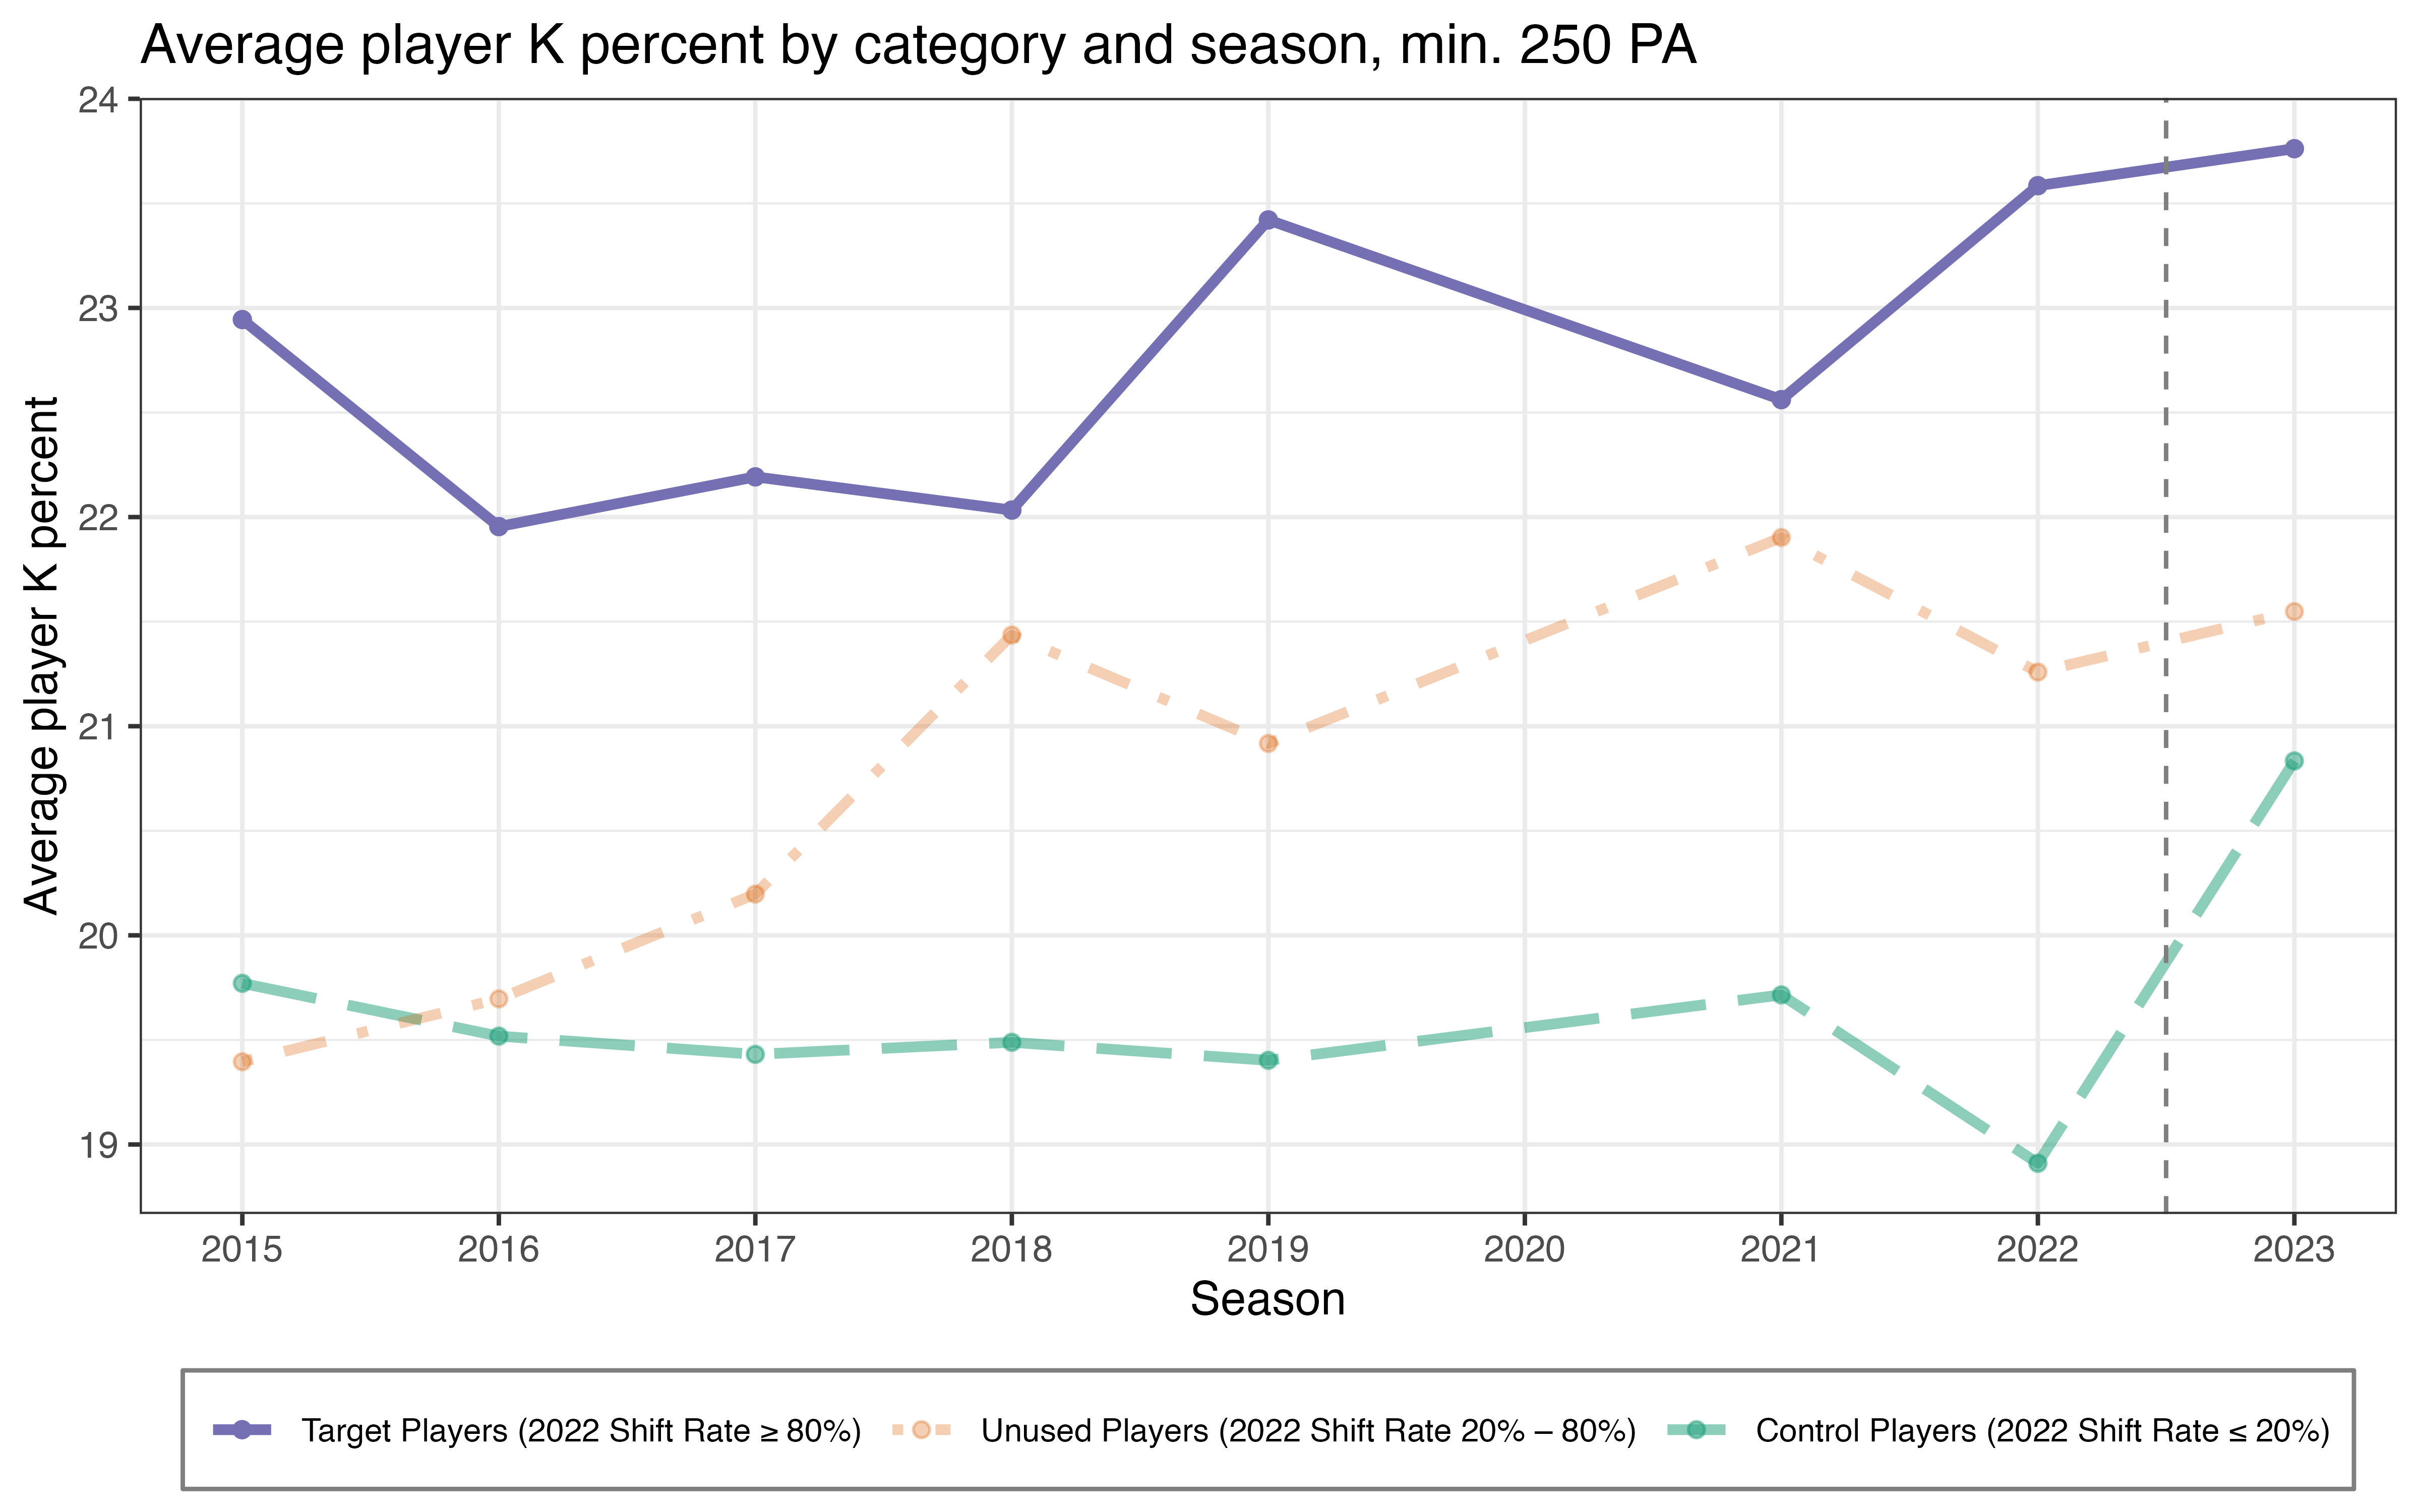 Average player K percent by category and season, min. 250 PA
Average player K percent
24
23
22
21
20
19
2015 2016 2017 2018 2019 2020 2021 2022 2023
Season
Target Players (2022 Shift Rate ≥ 80%) Unused Players (2022 Shift Rate 20% – 80%) Control Players (2022 Shift Rate ≤ 20%)